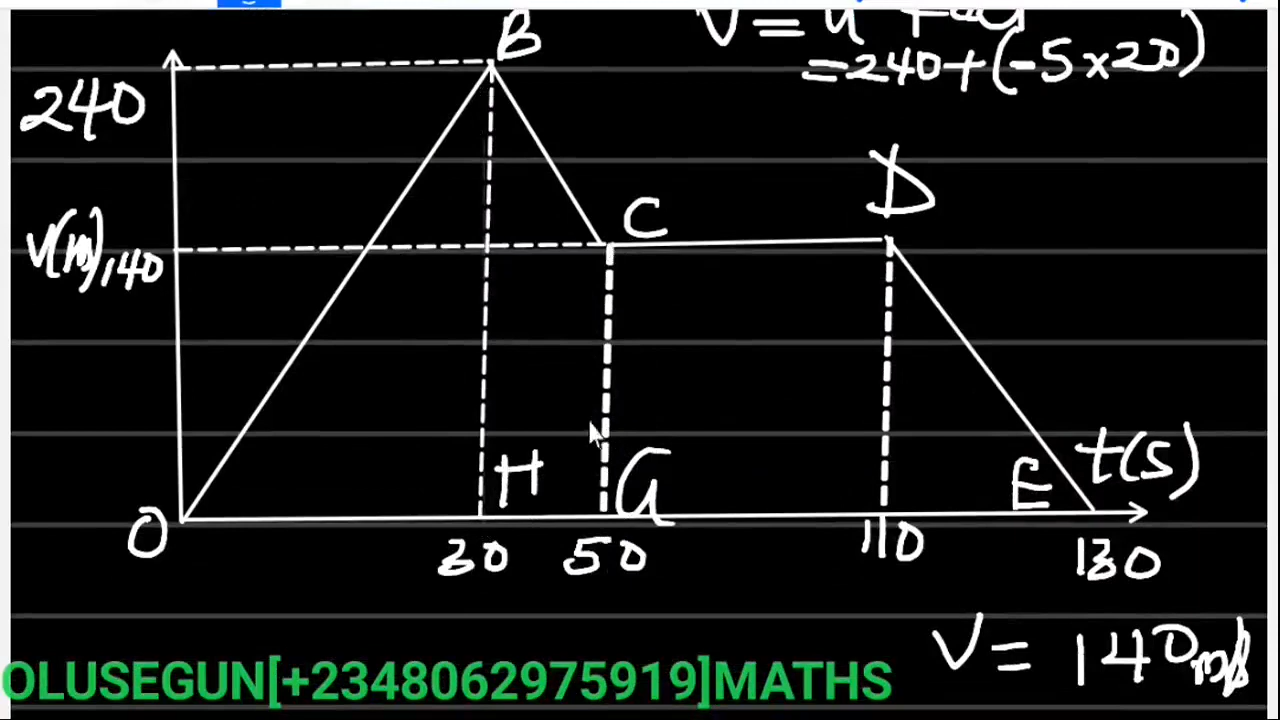 V = u + at
= 240 + (-5 × 20)
B
240
C
D
V(m)
140
H
G
E
t(s)
O
30
50
110
130
V = 140 m/s
OLUSEGUN[+2348062975919]MATHS